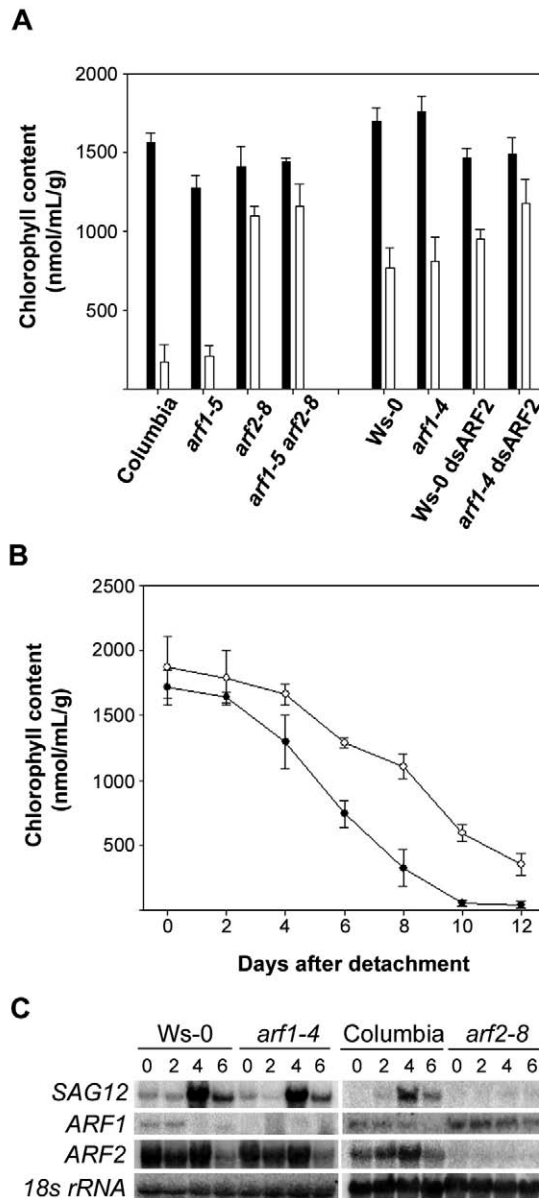 A
Chlorophyll content
(nmol/mL/g)
2000
1500
1000
500
Columbia
arf1-5
arf2-8
arf1-5 arf2-8
Ws-0
arf1-4
Ws-0 dsARF2
arf1-4 dsARF2
B
Chlorophyll content
(nmol/mL/g)
2500
2000
1500
1000
500
0 2 4 6 8 10 12
Days after detachment
C
Ws-0 arf1-4 Columbia arf2-8
0 2 4 6 0 2 4 6 0 2 4 6 0 2 4 6
SAG12
ARF1
ARF2
18s rRNA